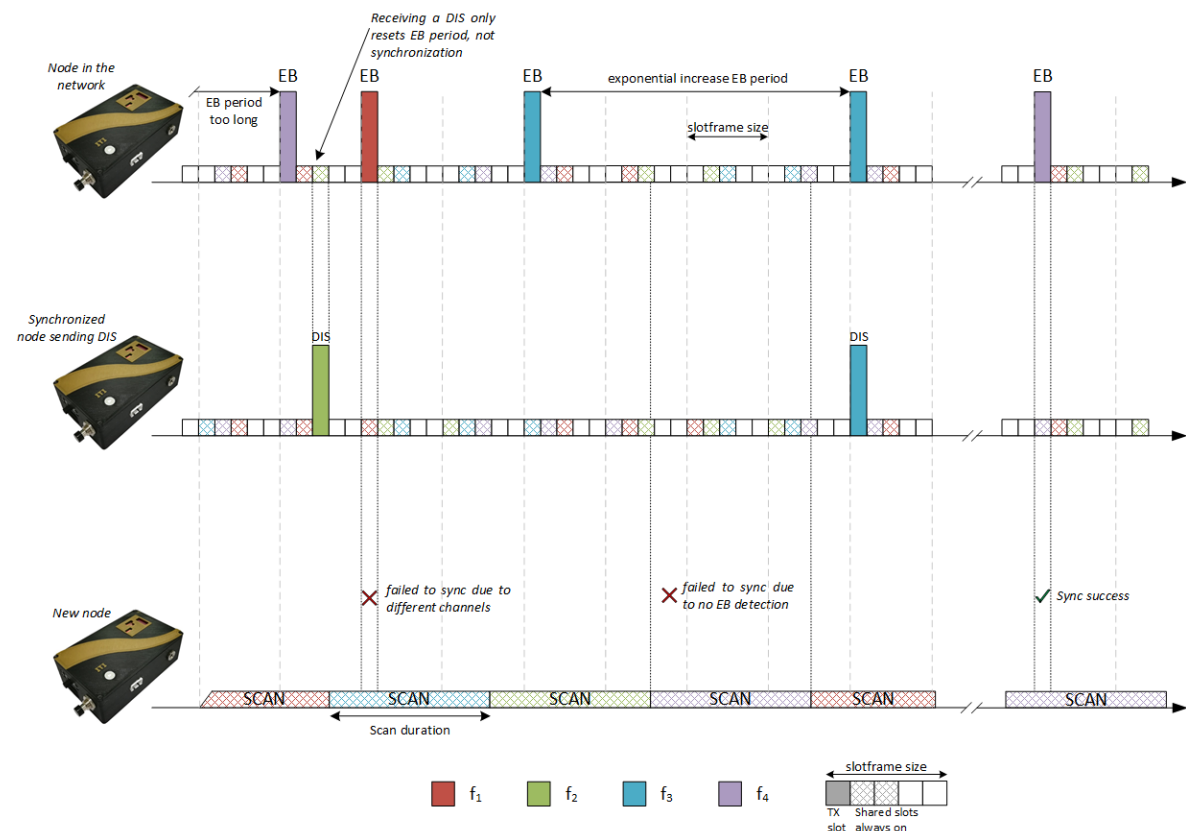 Receiving a DIS only
resets EB period, not
synchronization
Node in the
network
EB period
too long
EB
EB
EB
exponential increase EB period
EB
EB
slotframe size
Synchronized
node sending DIS
DIS
DIS
failed to sync due to
different channels
failed to sync due
to no EB detection
Sync success
New node
SCAN
SCAN
SCAN
SCAN
SCAN
SCAN
Scan duration
slotframe size
f1
f2
f3
f4
TX
slot
Shared slots
always on